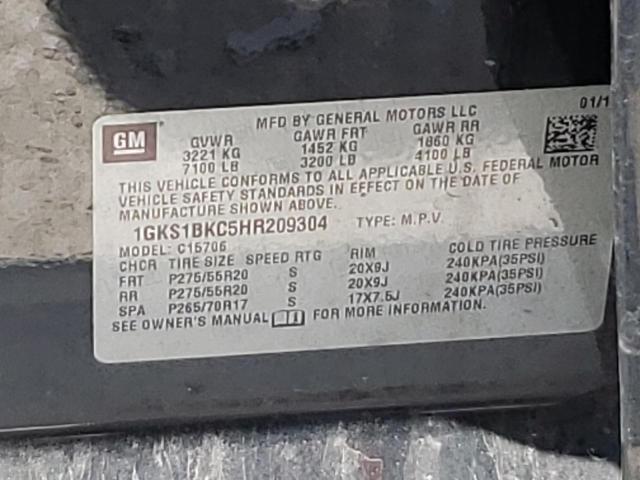 GM
MFD BY GENERAL MOTORS LLC 01/1
GVWR GAWR FRT GAWR RR
3221 KG 1452 KG 1860 KG
7100 LB 3200 LB 4100 LB
THIS VEHICLE CONFORMS TO ALL APPLICABLE U.S. FEDERAL MOTOR
VEHICLE SAFETY STANDARDS IN EFFECT ON THE DATE OF
MANUFACTURE SHOWN ABOVE.
1GKS1BKC5HR209304 TYPE: M.P.V.
MODEL: C15706
CHCR TIRE SIZE SPEED RTG RIM COLD TIRE PRESSURE
FRT P275/55R20 S 20X9J 240KPA(35PSI)
RR P275/55R20 S 20X9J 240KPA(35PSI)
SPA P265/70R17 S 17X7.5J 240KPA(35PSI)
SEE OWNER'S MANUAL FOR MORE INFORMATION.